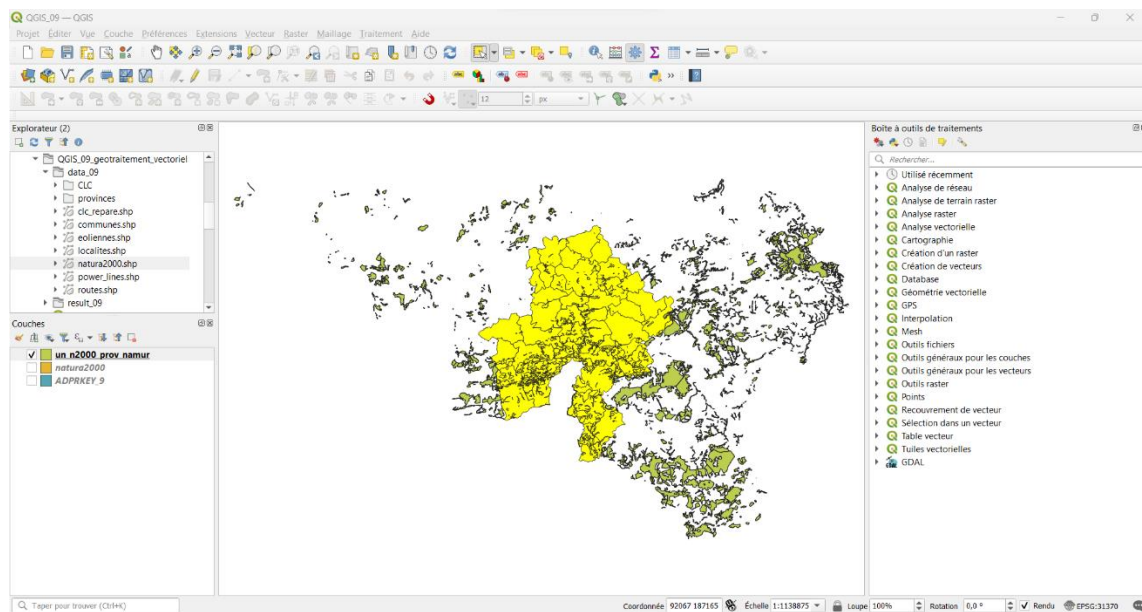 QGIS_09 — QGIS
Projet Éditer Vue Couche Préférences Extensions Vecteur Raster Maillage Traitement Aide
12 px
Explorateur (2)
QGIS_09_geotraitement_vectoriel
data_09
CLC
provinces
clc_repare.shp
communes.shp
eoliennes.shp
localites.shp
natura2000.shp
power_lines.shp
routes.shp
result_09
Couches
un_n2000_prov_namur
natura2000
ADPRKEY_9
Boîte à outils de traitements
Rechercher...
Utilisé récemment
Analyse de réseau
Analyse de terrain raster
Analyse raster
Analyse vectorielle
Cartographie
Création d'un raster
Création de vecteurs
Database
Géométrie vectorielle
GPS
Interpolation
Mesh
Outils fichiers
Outils généraux pour les couches
Outils généraux pour les vecteurs
Outils raster
Points
Recouvrement de vecteur
Sélection dans un vecteur
Table vecteur
Tuiles vectorielles
GDAL
Taper pour trouver (Ctrl+K) Coordonnée 92067 187165 Échelle 1:1138875 Loupe 100% Rotation 0,0 ° Rendu EPSG:31370